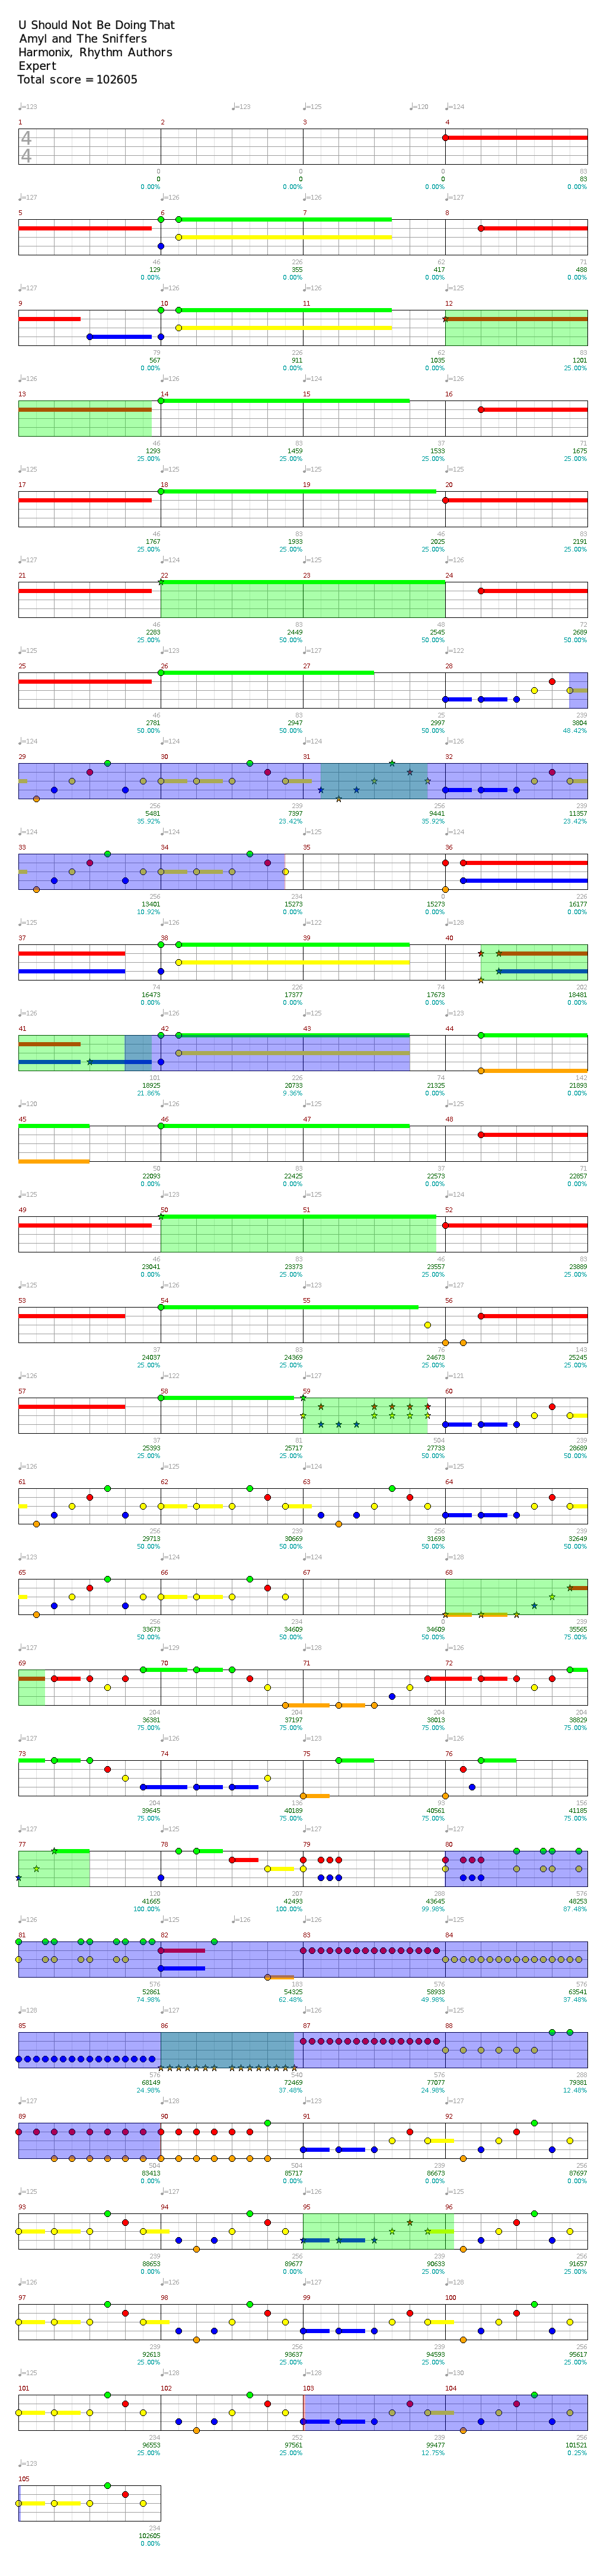 U Should Not Be Doing That
Amyl and The Sniffers
Harmonix, Rhythm Authors
Expert
Total score = 102605
♩=123 ♩=123 ♩=125 ♩=120 ♩=124
1 2 3 4
4
4
0 0 0 83
0 0 0 83
0.00% 0.00% 0.00% 0.00%
♩=127 ♩=126 ♩=126 ♩=127
5 6 7 8
46 226 62 71
129 355 417 488
0.00% 0.00% 0.00% 0.00%
♩=127 ♩=126 ♩=126 ♩=125
9 10 11 12
79 226 62 83
567 911 1035 1201
0.00% 0.00% 0.00% 25.00%
♩=126 ♩=126 ♩=124 ♩=126
13 14 15 16
46 83 37 71
1293 1459 1533 1675
25.00% 25.00% 25.00% 25.00%
♩=125 ♩=125 ♩=125 ♩=122
17 18 19 20
46 83 46 83
1767 1933 2025 2191
25.00% 25.00% 25.00% 25.00%
♩=127 ♩=124 ♩=125 ♩=126
21 22 23 24
46 83 48 72
2283 2449 2545 2689
25.00% 50.00% 50.00% 50.00%
♩=125 ♩=123 ♩=127 ♩=122
25 26 27 28
46 83 25 239
2781 2947 2997 3804
50.00% 50.00% 50.00% 48.42%
♩=124 ♩=124 ♩=124 ♩=124
29 30 31 32
256 239 256 239
5481 7397 9441 11357
35.92% 23.42% 35.92% 23.42%
♩=124 ♩=124 ♩=124 ♩=124
33 34 35 36
256 234 0 226
13401 15273 15273 16177
10.92% 0.00% 0.00% 0.00%
♩=125 ♩=126 ♩=122 ♩=128
37 38 39 40
74 226 74 202
16473 17377 17673 18481
0.00% 0.00% 0.00% 0.00%
♩=126 ♩=126 ♩=124 ♩=123
41 42 43 44
101 226 74 142
18925 20733 21325 21893
21.86% 9.36% 0.00% 0.00%
♩=120 ♩=126 ♩=124 ♩=125
45 46 47 48
50 83 37 71
22093 22425 22573 22857
0.00% 0.00% 0.00% 0.00%
♩=125 ♩=126 ♩=125 ♩=124
49 50 51 52
46 83 46 83
23041 23373 23557 23889
0.00% 25.00% 25.00% 25.00%
♩=125 ♩=126 ♩=123 ♩=127
53 54 55 56
37 83 76 143
24037 24369 24673 25245
25.00% 25.00% 25.00% 25.00%
♩=126 ♩=122 ♩=127 ♩=121
57 58 59 60
37 81 504 239
25393 25717 27733 28689
25.00% 25.00% 50.00% 50.00%
♩=126 ♩=125 ♩=125 ♩=125
61 62 63 64
256 239 256 239
29713 30669 31693 32649
50.00% 50.00% 50.00% 50.00%
♩=123 ♩=124 ♩=124 ♩=128
65 66 67 68
256 234 0 239
33673 34609 34609 35565
50.00% 50.00% 50.00% 75.00%
♩=127 ♩=129 ♩=128 ♩=126
69 70 71 72
204 204 204 204
36381 37197 38013 38829
75.00% 75.00% 75.00% 75.00%
♩=127 ♩=126 ♩=125 ♩=126
73 74 75 76
204 136 93 156
39645 40189 40561 41185
75.00% 75.00% 75.00% 75.00%
♩=127 ♩=125 ♩=127 ♩=127
77 78 79 80
120 207 288 576
41665 42493 43645 48253
100.00% 100.00% 99.98% 87.48%
♩=126 ♩=125 ♩=126 ♩=126 ♩=126
81 82 83 84
576 183 576 576
52861 54325 58933 63541
74.98% 62.48% 49.98% 37.48%
♩=128 ♩=127 ♩=126 ♩=125
85 86 87 88
576 540 576 288
68149 72469 77077 79381
24.98% 37.48% 24.98% 12.48%
♩=127 ♩=128 ♩=123 ♩=127
89 90 91 92
504 504 239 256
83413 85717 86673 87697
0.00% 0.00% 0.00% 0.00%
♩=125 ♩=127 ♩=125 ♩=126
93 94 95 96
239 256 239 256
88653 89677 90633 91657
0.00% 0.00% 25.00% 25.00%
♩=126 ♩=126 ♩=127 ♩=128
97 98 99 100
239 256 239 256
92613 93637 94593 95617
25.00% 25.00% 25.00% 25.00%
♩=125 ♩=128 ♩=128 ♩=130
101 102 103 104
234 252 239 256
96553 97561 99477 101521
25.00% 25.00% 12.75% 0.25%
♩=123
105
234
102605
0.00%